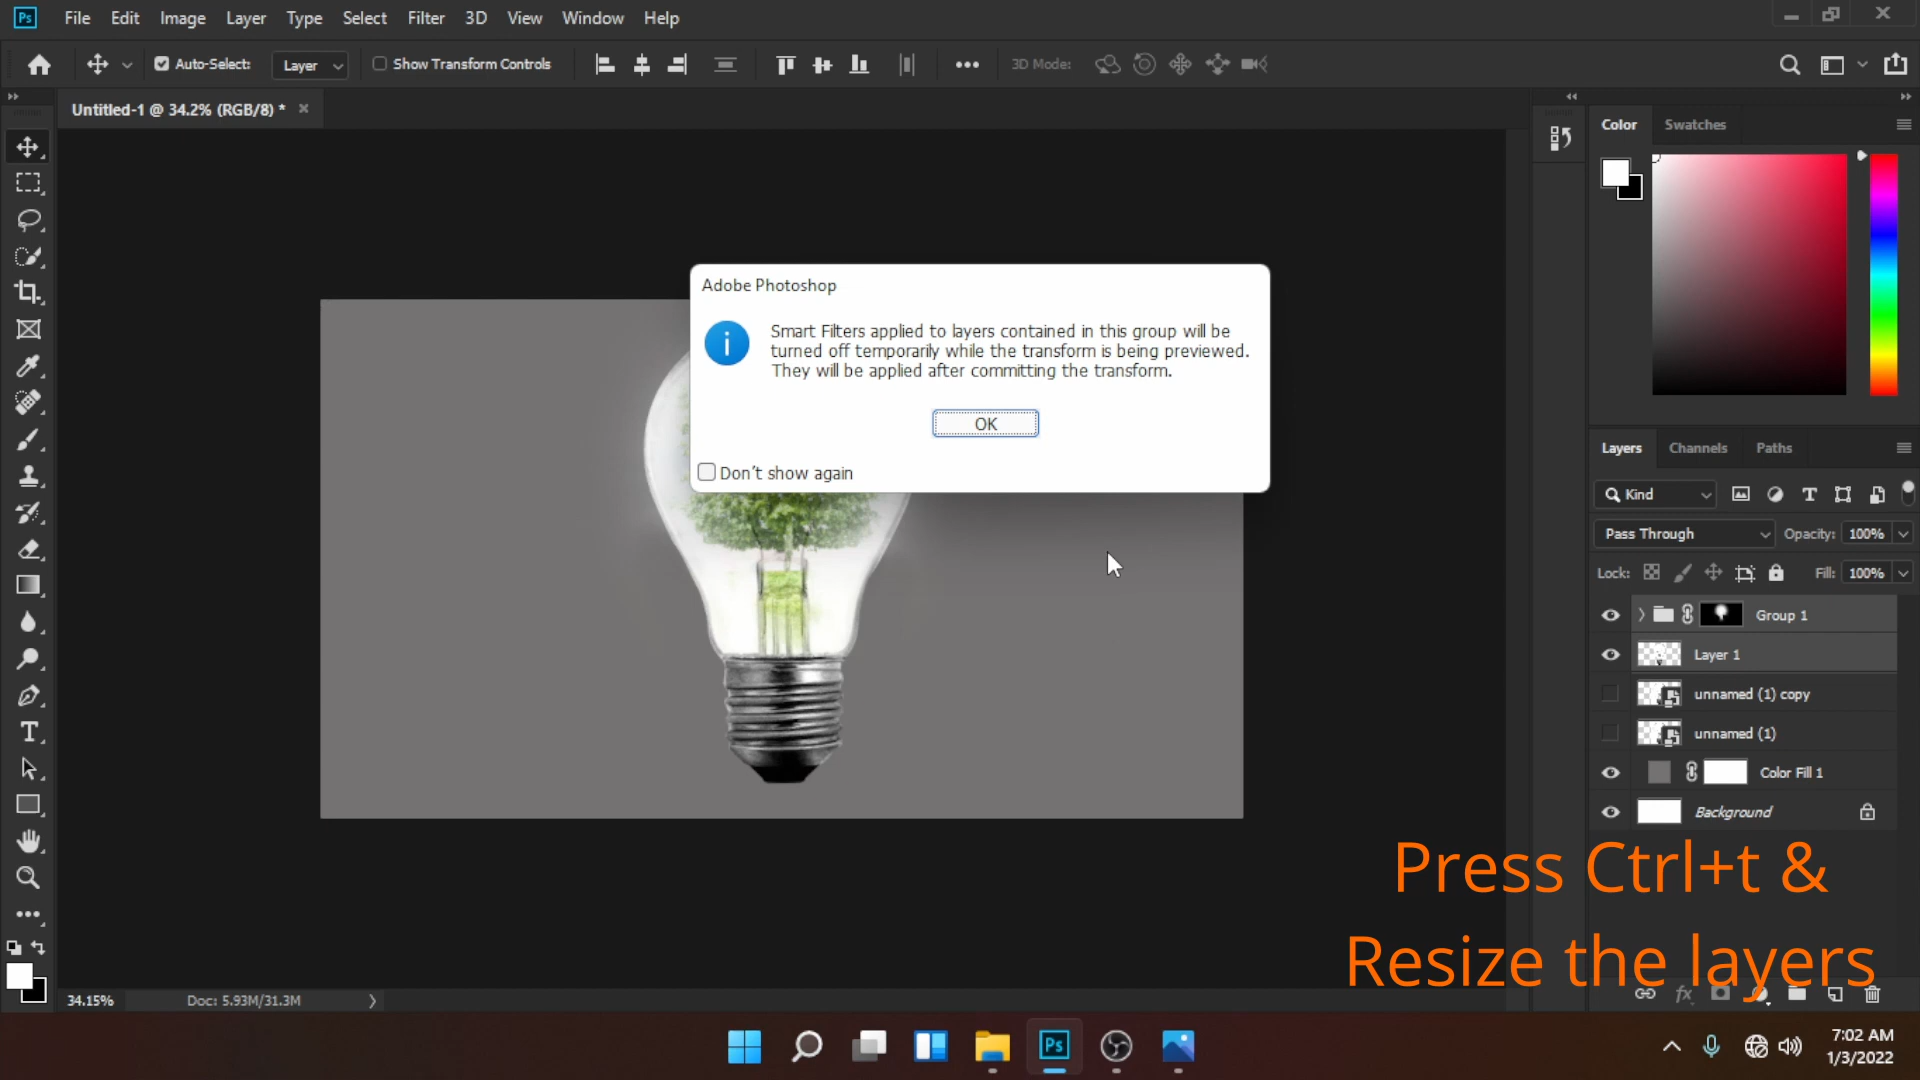 Ps File Edit Image Layer Type Select Filter 3D View Window Help
Auto-Select: Layer Show Transform Controls 3D Mode:
Untitled-1 @ 34.2% (RGB/8) *
Color Swatches
Adobe Photoshop
Smart Filters applied to layers contained in this group will be
turned off temporarily while the transform is being previewed.
They will be applied after committing the transform.
OK
Don't show again
Layers Channels Paths
Kind
Pass Through Opacity: 100%
Lock: Fill: 100%
Group 1
Layer 1
unnamed (1) copy
unnamed (1)
Color Fill 1
Background
Press Ctrl+t &
Resize the layers
34.15% Doc: 5.93M/31.3M
Ps
7:02 AM
1/3/2022